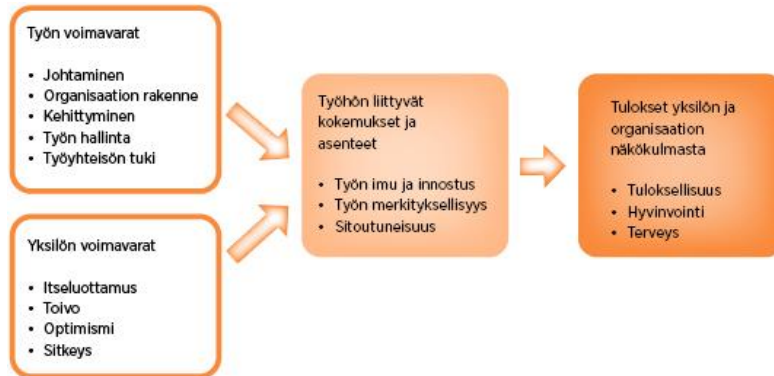 Työn voimavarat
• Johtaminen
• Organisaation rakenne
• Kehittyminen
• Työn hallinta
• Työyhteisön tuki
Yksilön voimavarat
• Itseluottamus
• Toivo
• Optimismi
• Sitkeys
Työhön liittyvät
kokemukset ja
asenteet
• Työn imu ja innostus
• Työn merkityksellisyys
• Sitoutuneisuus
Tulokset yksilön ja
organisaation
näkökulmasta
• Tuloksellisuus
• Hyvinvointi
• Terveys